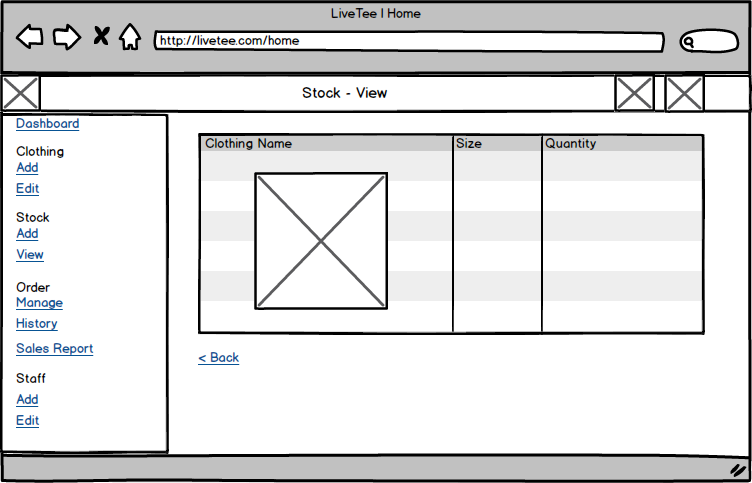 LiveTee | Home
http://livetee.com/home
Stock - View
Dashboard
Clothing
Add
Edit
Stock
Add
View
Order
Manage
History
Sales Report
Staff
Add
Edit
Clothing Name Size Quantity
< Back